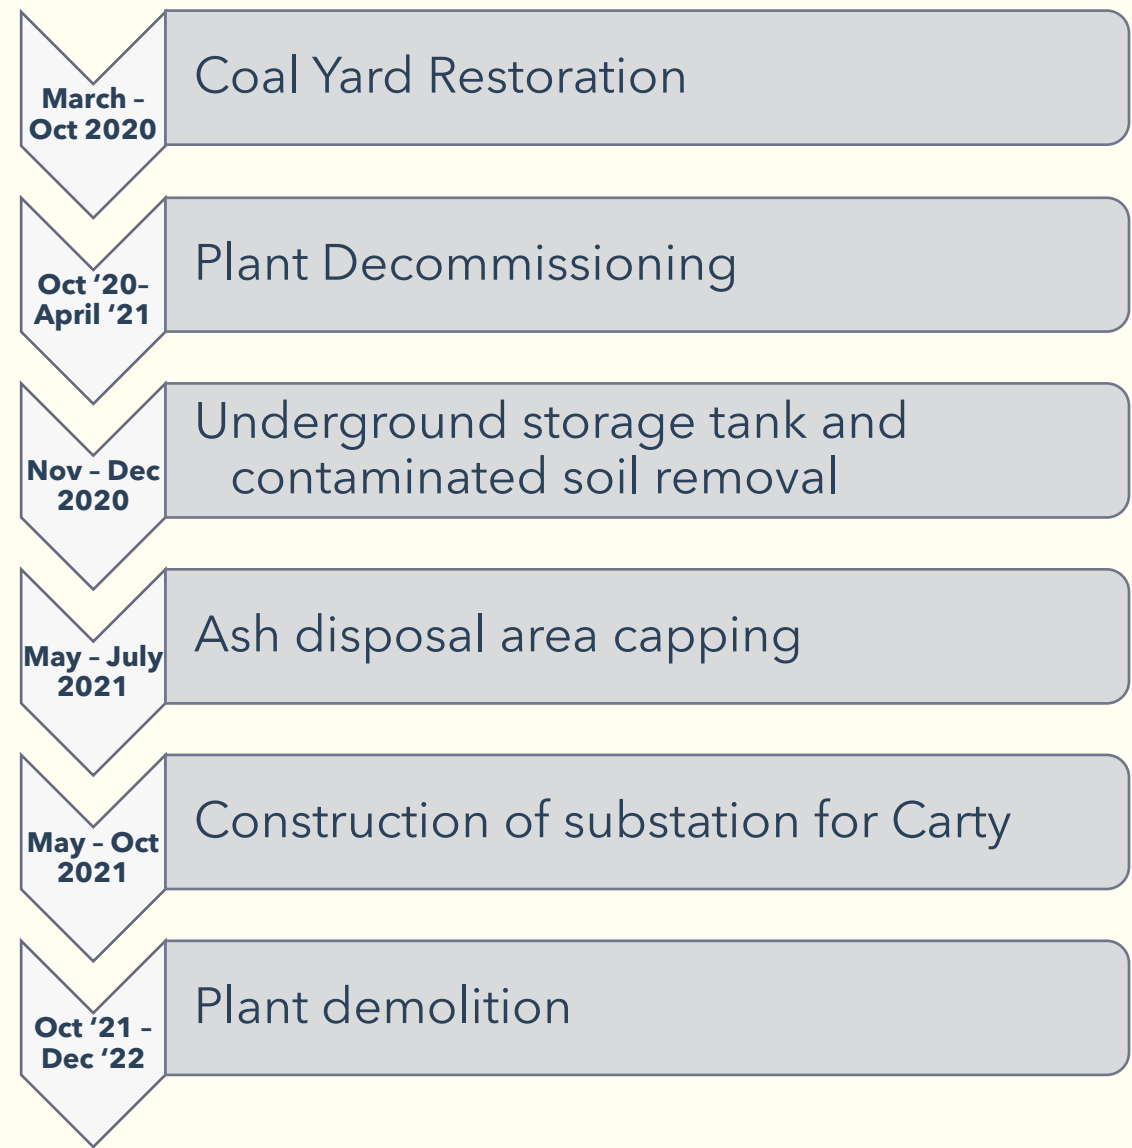 March –
Oct 2020
Coal Yard Restoration
Oct ‘20–
April ‘21
Plant Decommissioning
Nov – Dec
2020
Underground storage tank and
contaminated soil removal
May – July
2021
Ash disposal area capping
May – Oct
2021
Construction of substation for Carty
Oct ‘21 –
Dec ‘22
Plant demolition